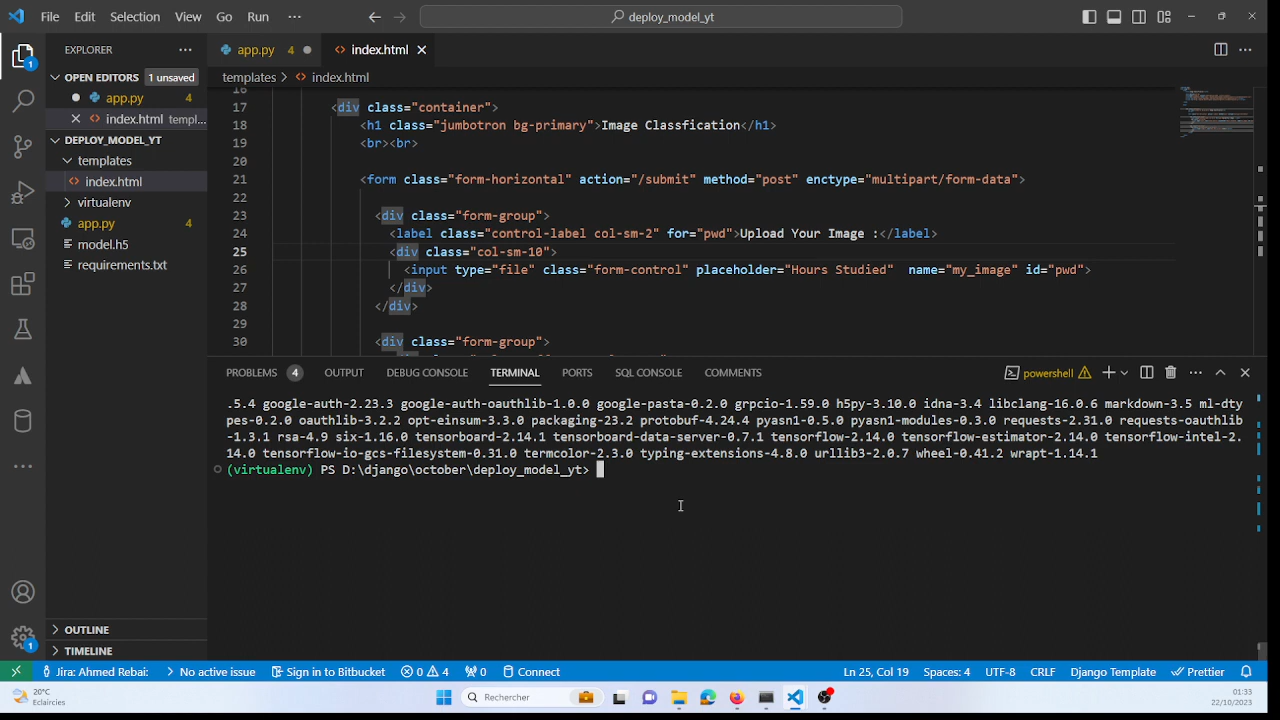 File Edit Selection View Go Run ··· deploy_model_yt
EXPLORER ···
app.py 4
index.html
OPEN EDITORS 1 unsaved
app.py 4
index.html templ...
DEPLOY_MODEL_YT
templates
index.html
virtualenv
app.py 4
model.h5
requirements.txt
OUTLINE
TIMELINE
templates > index.html
16
17 <div class="container">
18 <h1 class="jumbotron bg-primary">Image Classfication</h1>
19 <br><br>
20
21 <form class="form-horizontal" action="/submit" method="post" enctype="multipart/form-data">
22
23 <div class="form-group">
24 <label class="control-label col-sm-2" for="pwd">Upload Your Image :</label>
25 <div class="col-sm-10">
26 <input type="file" class="form-control" placeholder="Hours Studied" name="my_image" id="pwd">
27 </div>
28 </div>
29
30 <div class="form-group">
PROBLEMS 4 OUTPUT DEBUG CONSOLE TERMINAL PORTS SQL CONSOLE COMMENTS powershell
.5.4 google-auth-2.23.3 google-auth-oauthlib-1.0.0 google-pasta-0.2.0 grpcio-1.59.0 h5py-3.10.0 idna-3.4 libclang-16.0.6 markdown-3.5 ml-dty
pes-0.2.0 oauthlib-3.2.2 opt-einsum-3.3.0 packaging-23.2 protobuf-4.24.4 pyasn1-0.5.0 pyasn1-modules-0.3.0 requests-2.31.0 requests-oauthlib
-1.3.1 rsa-4.9 six-1.16.0 tensorboard-2.14.1 tensorboard-data-server-0.7.1 tensorflow-2.14.0 tensorflow-estimator-2.14.0 tensorflow-intel-2.
14.0 tensorflow-io-gcs-filesystem-0.31.0 termcolor-2.3.0 typing-extensions-4.8.0 urllib3-2.0.7 wheel-0.41.2 wrapt-1.14.1
(virtualenv) PS D:\django\october\deploy_model_yt>
Jira: Ahmed Rebai: No active issue Sign in to Bitbucket 0 4 0 Connect Ln 25, Col 19 Spaces: 4 UTF-8 CRLF Django Template Prettier
20°C
Eclaircies
Rechercher
01:33
22/10/2023